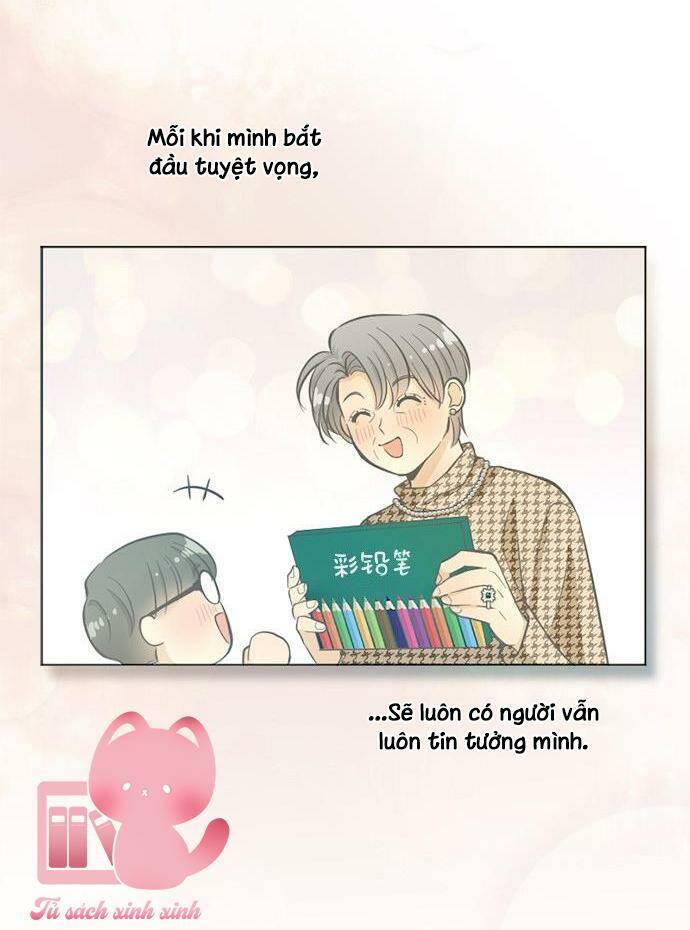 Mỗi khi mình bắt
đầu tuyệt vọng,
彩铅笔
...Sẽ luôn có người vẫn
luôn tin tưởng mình.
Tủ sách xinh xinh